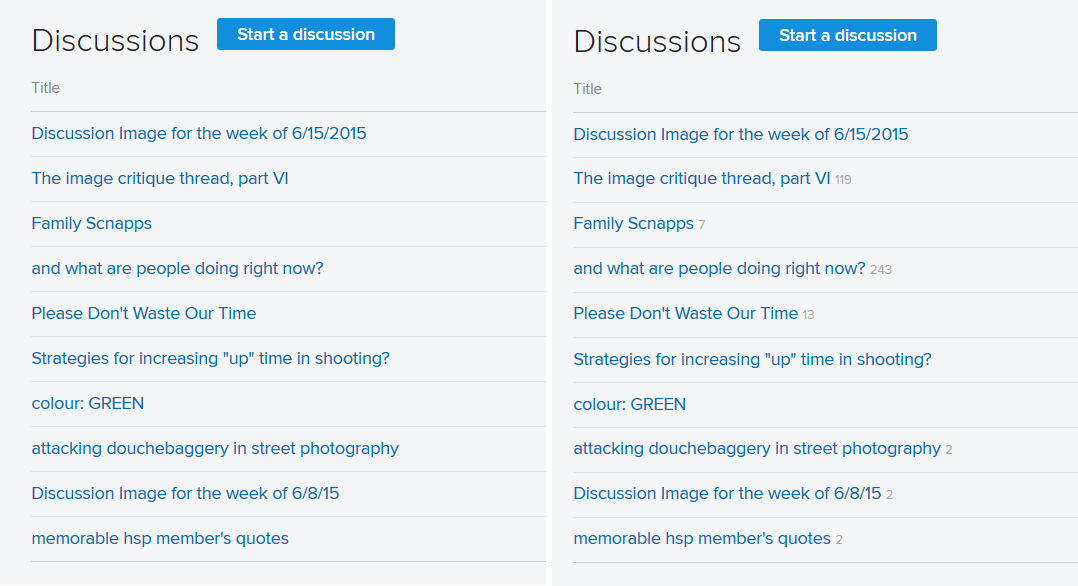 Discussions Start a discussion
Title
Discussion Image for the week of 6/15/2015
The image critique thread, part VI
Family Scnapps
and what are people doing right now?
Please Don't Waste Our Time
Strategies for increasing "up" time in shooting?
colour: GREEN
attacking douchebaggery in street photography
Discussion Image for the week of 6/8/15
memorable hsp member's quotes
Discussions Start a discussion
Title
Discussion Image for the week of 6/15/2015
The image critique thread, part VI 119
Family Scnapps 7
and what are people doing right now? 243
Please Don't Waste Our Time 13
Strategies for increasing "up" time in shooting?
colour: GREEN
attacking douchebaggery in street photography 2
Discussion Image for the week of 6/8/15 2
memorable hsp member's quotes 2